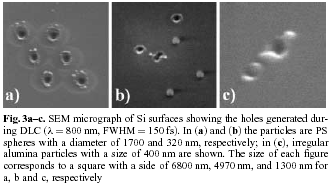 a)
b)
c)
Fig. 3a–c. SEM micrograph of Si surfaces showing the holes generated dur-
ing DLC (λ = 800 nm, FWHM = 150 fs). In (a) and (b) the particles are PS
spheres with a diameter of 1700 and 320 nm, respectively; in (c), irregular
alumina particles with a size of 400 nm are shown. The size of each figure
corresponds to a square with a side of 6800 nm, 4970 nm, and 1300 nm for
a, b and c, respectively